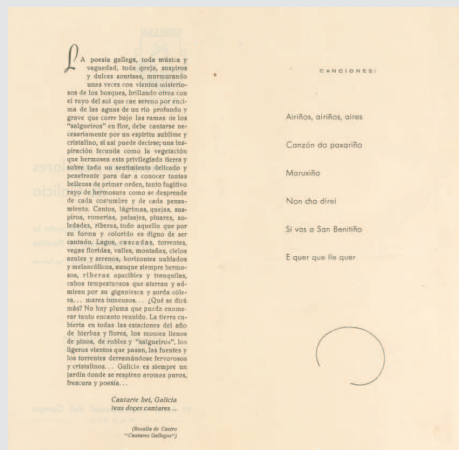 LA poesía gallega, toda música y
vaguedad, toda queja, suspiros
y dulces sonrisas, murmurando
unas veces con vientos misterio-
sos de los bosques, brillando otras con
el rayo del sol que cae sereno por enci-
ma de las aguas de un río profundo y
grave que corre bajo las ramas de los
"salgueiros" en flor, debe cantarse ne-
cesariamente por un espíritu sublime y
cristalino, si así puede decirse; una ins-
piración fecunda como la vegetación
que hermosea esta privilegiada tierra y
sobre todo un sentimiento delicado y
penetrante para dar a conocer tantas
bellezas de primer orden, tanto fugitivo
rayo de hermosura como se desprende
de cada costumbre y de cada pensa-
miento. Cantos, lágrimas, quejas, sus-
piros, romerías, paisajes, pinares, so-
ledades, riberas, todo aquello que por
su forma y colorido es digno de ser
cantado. Lagos, cascadas, torrentes,
vegas floridas, valles, montañas, cielos
azules y serenos, horizontes nublados
y melancólicos, aunque siempre hermo-
sos, riberas apacibles y tranquilas,
cabos tempestuosos que aterran y ad-
miran por su gigantesca y sorda cóle-
ra... mares inmensos... ¿Qué se dirá
más? No hay pluma que pueda enume-
rar tanto encanto reunido. La tierra cu-
bierta en todas las estaciones del año
de hierbas y flores, los montes llenos
de pinos, de robles y "salgueiros", los
ligeros vientos que pasan, las fuentes y
los torrentes derramándose fervorosos
y cristalinos... Galicia es siempre un
jardín donde se respiran aromas puros,
frescura y poesía...
Cantarte hei, Galicia
teus doçes cantares...
(Rosalía de Castro
"Cantares Gallegos")
CANCIONES:
Airiños, airiños, aires
Canzón do paxariño
Maruxiña
Non cha direi
Si vas a San Benitiño
E quer que lle quer